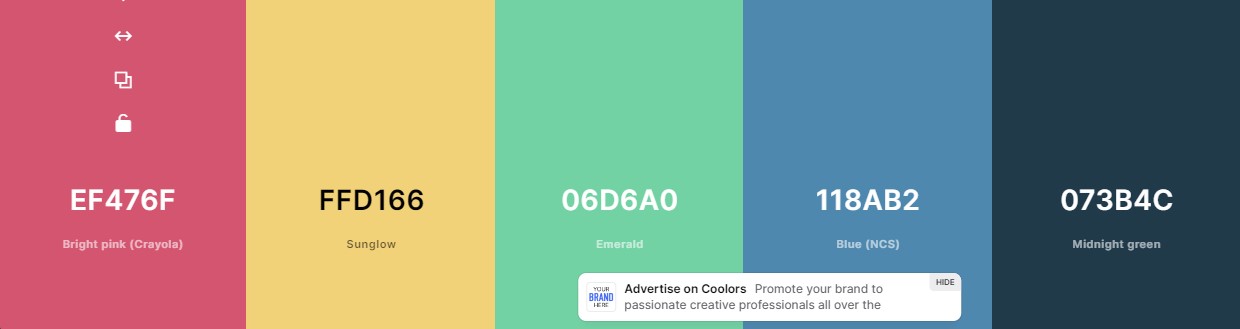 EF476F
Bright pink (Crayola)
FFD166
Sunglow
06D6A0
Emerald
118AB2
Blue (NCS)
073B4C
Midnight green
YOUR
BRAND
HERE
Advertise on Coolors Promote your brand to
passionate creative professionals all over the
HIDE